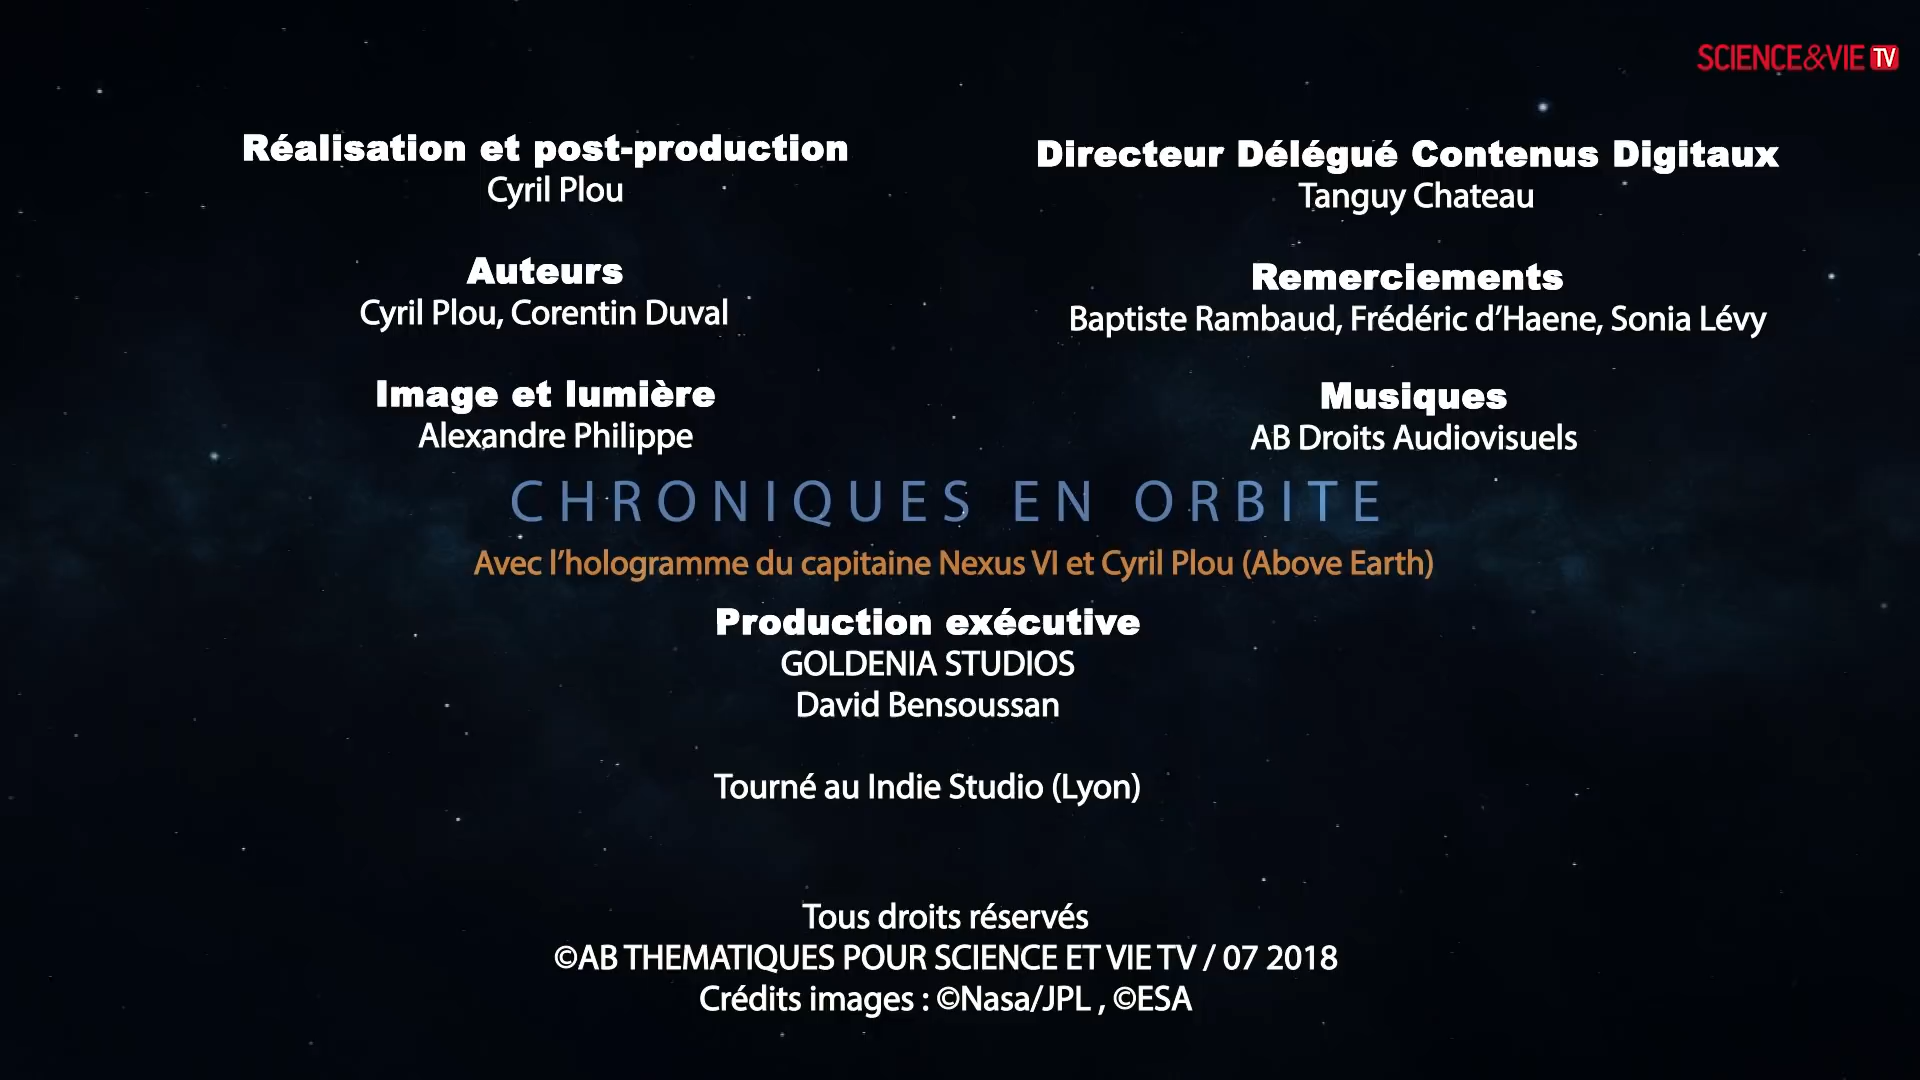 SCIENCE&VIE TV
Réalisation et post-production
Cyril Plou
Auteurs
Cyril Plou, Corentin Duval
Image et lumière
Alexandre Philippe
Directeur Délégué Contenus Digitaux
Tanguy Chateau
Remerciements
Baptiste Rambaud, Frédéric d’Haene, Sonia Lévy
Musiques
AB Droits Audiovisuels
CHRONIQUES EN ORBITE
Avec l’hologramme du capitaine Nexus VI et Cyril Plou (Above Earth)
Production exécutive
GOLDENIA STUDIOS
David Bensoussan
Tourné au Indie Studio (Lyon)
Tous droits réservés
©AB THEMATIQUES POUR SCIENCE ET VIE TV / 07 2018
Crédits images : ©Nasa/JPL , ©ESA